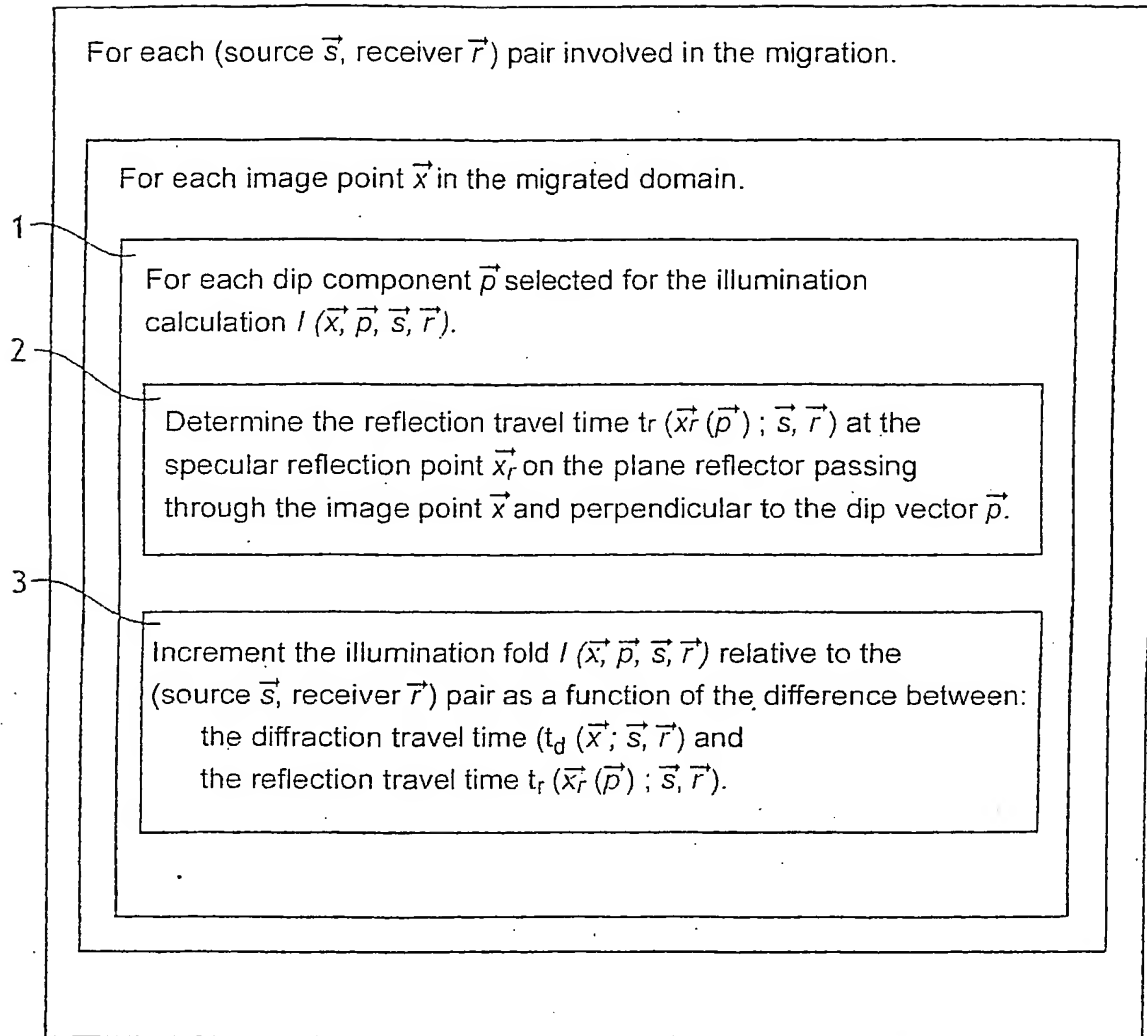 For each (source s⃗, receiver r⃗) pair involved in the migration.
For each image point x⃗ in the migrated domain.
1
For each dip component p⃗ selected for the illumination
calculation I (x⃗, p⃗, s⃗, r⃗).
2
Determine the reflection travel time tr (x⃗r (p⃗) ; s⃗, r⃗) at the
specular reflection point x⃗r on the plane reflector passing
through the image point x⃗ and perpendicular to the dip vector p⃗.
3
Increment the illumination fold I (x⃗, p⃗, s⃗, r⃗) relative to the
(source s⃗, receiver r⃗) pair as a function of the difference between:
the diffraction travel time (td (x⃗; s⃗, r⃗) and
the reflection travel time tr (x⃗r (p⃗) ; s⃗, r⃗).